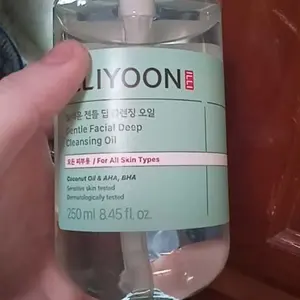 LIYOON ILLI
젠틀 딥 클렌징 오일
Gentle Facial Deep
Cleansing Oil
모든 피부용 / For All Skin Types
Coconut Oil & AHA, BHA
Sensitive skin tested
Dermatologically tested
250 ml 8.45 fl. oz.